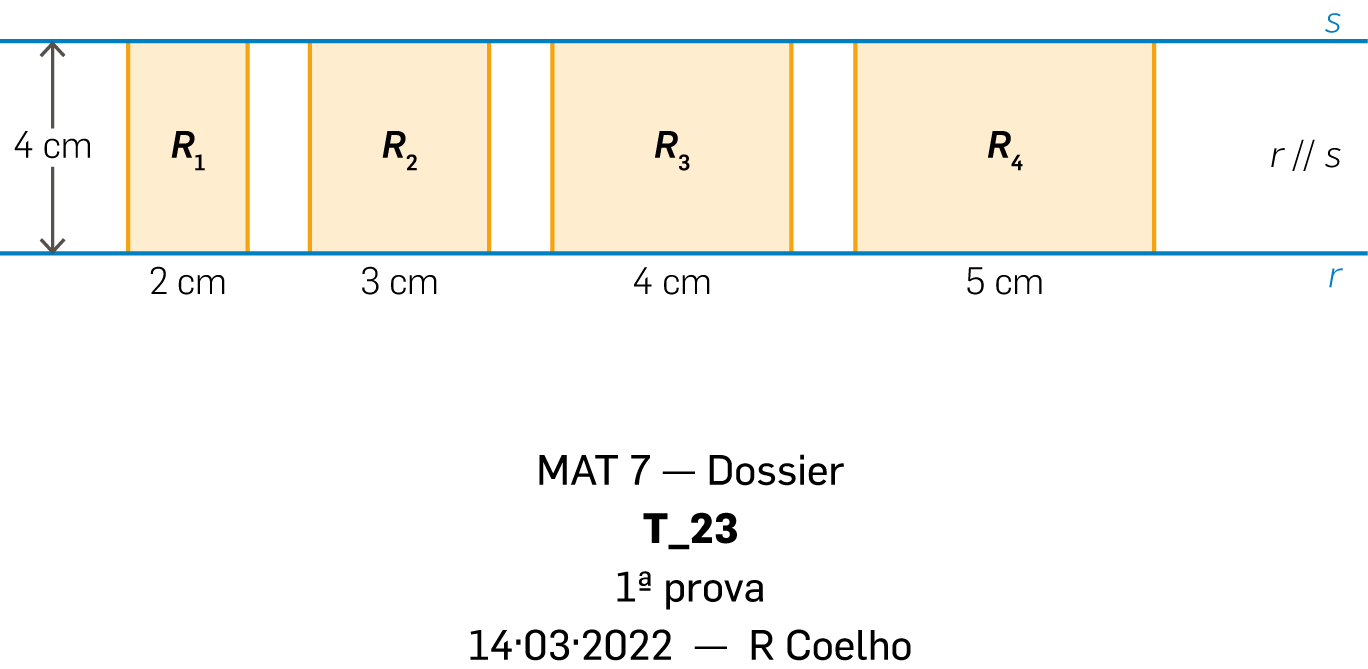 s
4 cm R1 R2 R3 R4 r // s
2 cm 3 cm 4 cm 5 cm r
MAT 7 — Dossier
T_23
1ª prova
14·03·2022 — R Coelho